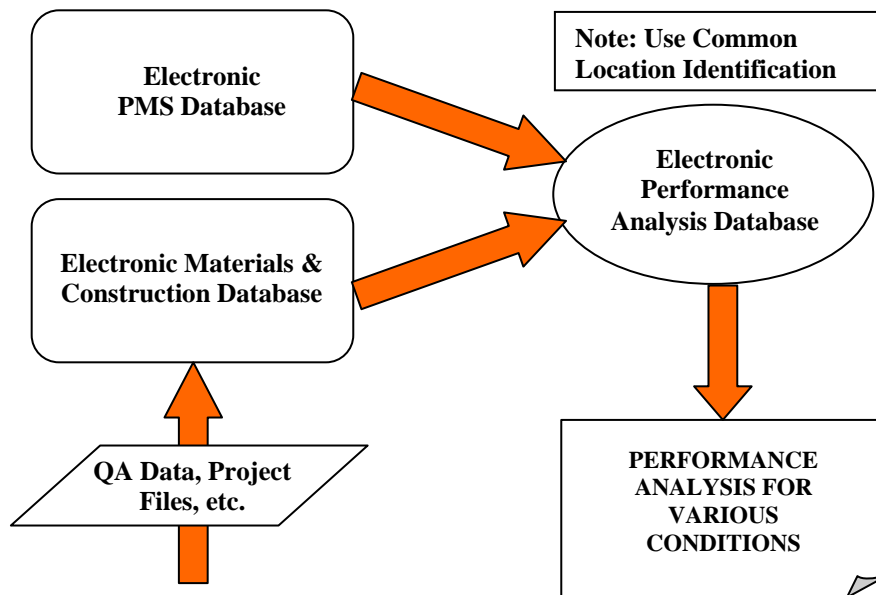 Electronic
PMS Database
Note: Use Common
Location Identification
Electronic
Performance
Analysis Database
Electronic Materials &
Construction Database
QA Data, Project
Files, etc.
PERFORMANCE
ANALYSIS FOR
VARIOUS
CONDITIONS